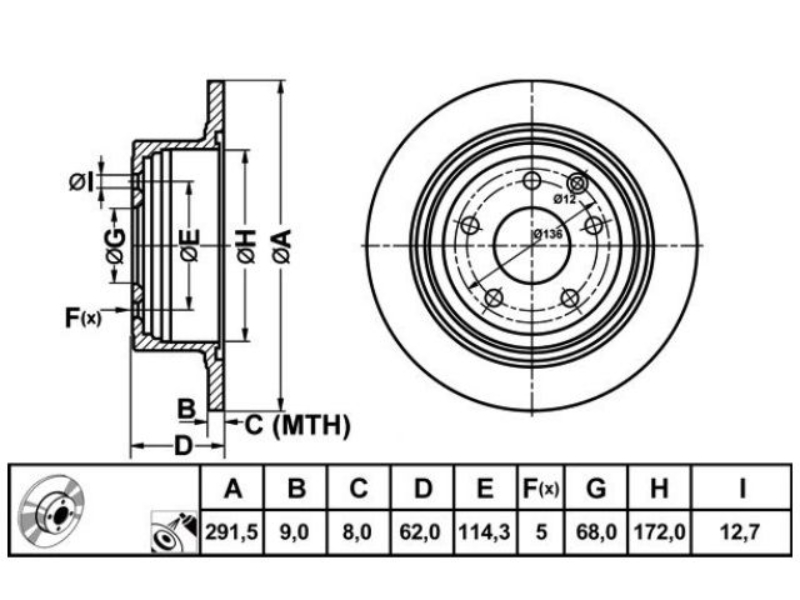 ØI
ØG
ØE
ØH
ØA
F(x)
B
C (MTH)
D
Ø12
Ø136
A B C D E F(x) G H I
291,5 9,0 8,0 62,0 114,3 5 68,0 172,0 12,7